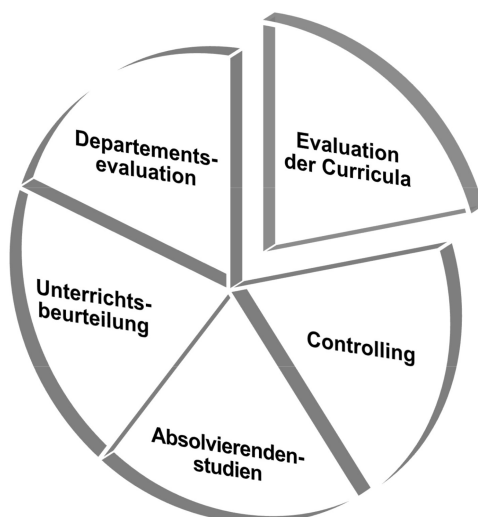 Departements-
evaluation
Evaluation
der Curricula
Unterrichts-
beurteilung
Controlling
Absolvierenden-
studien